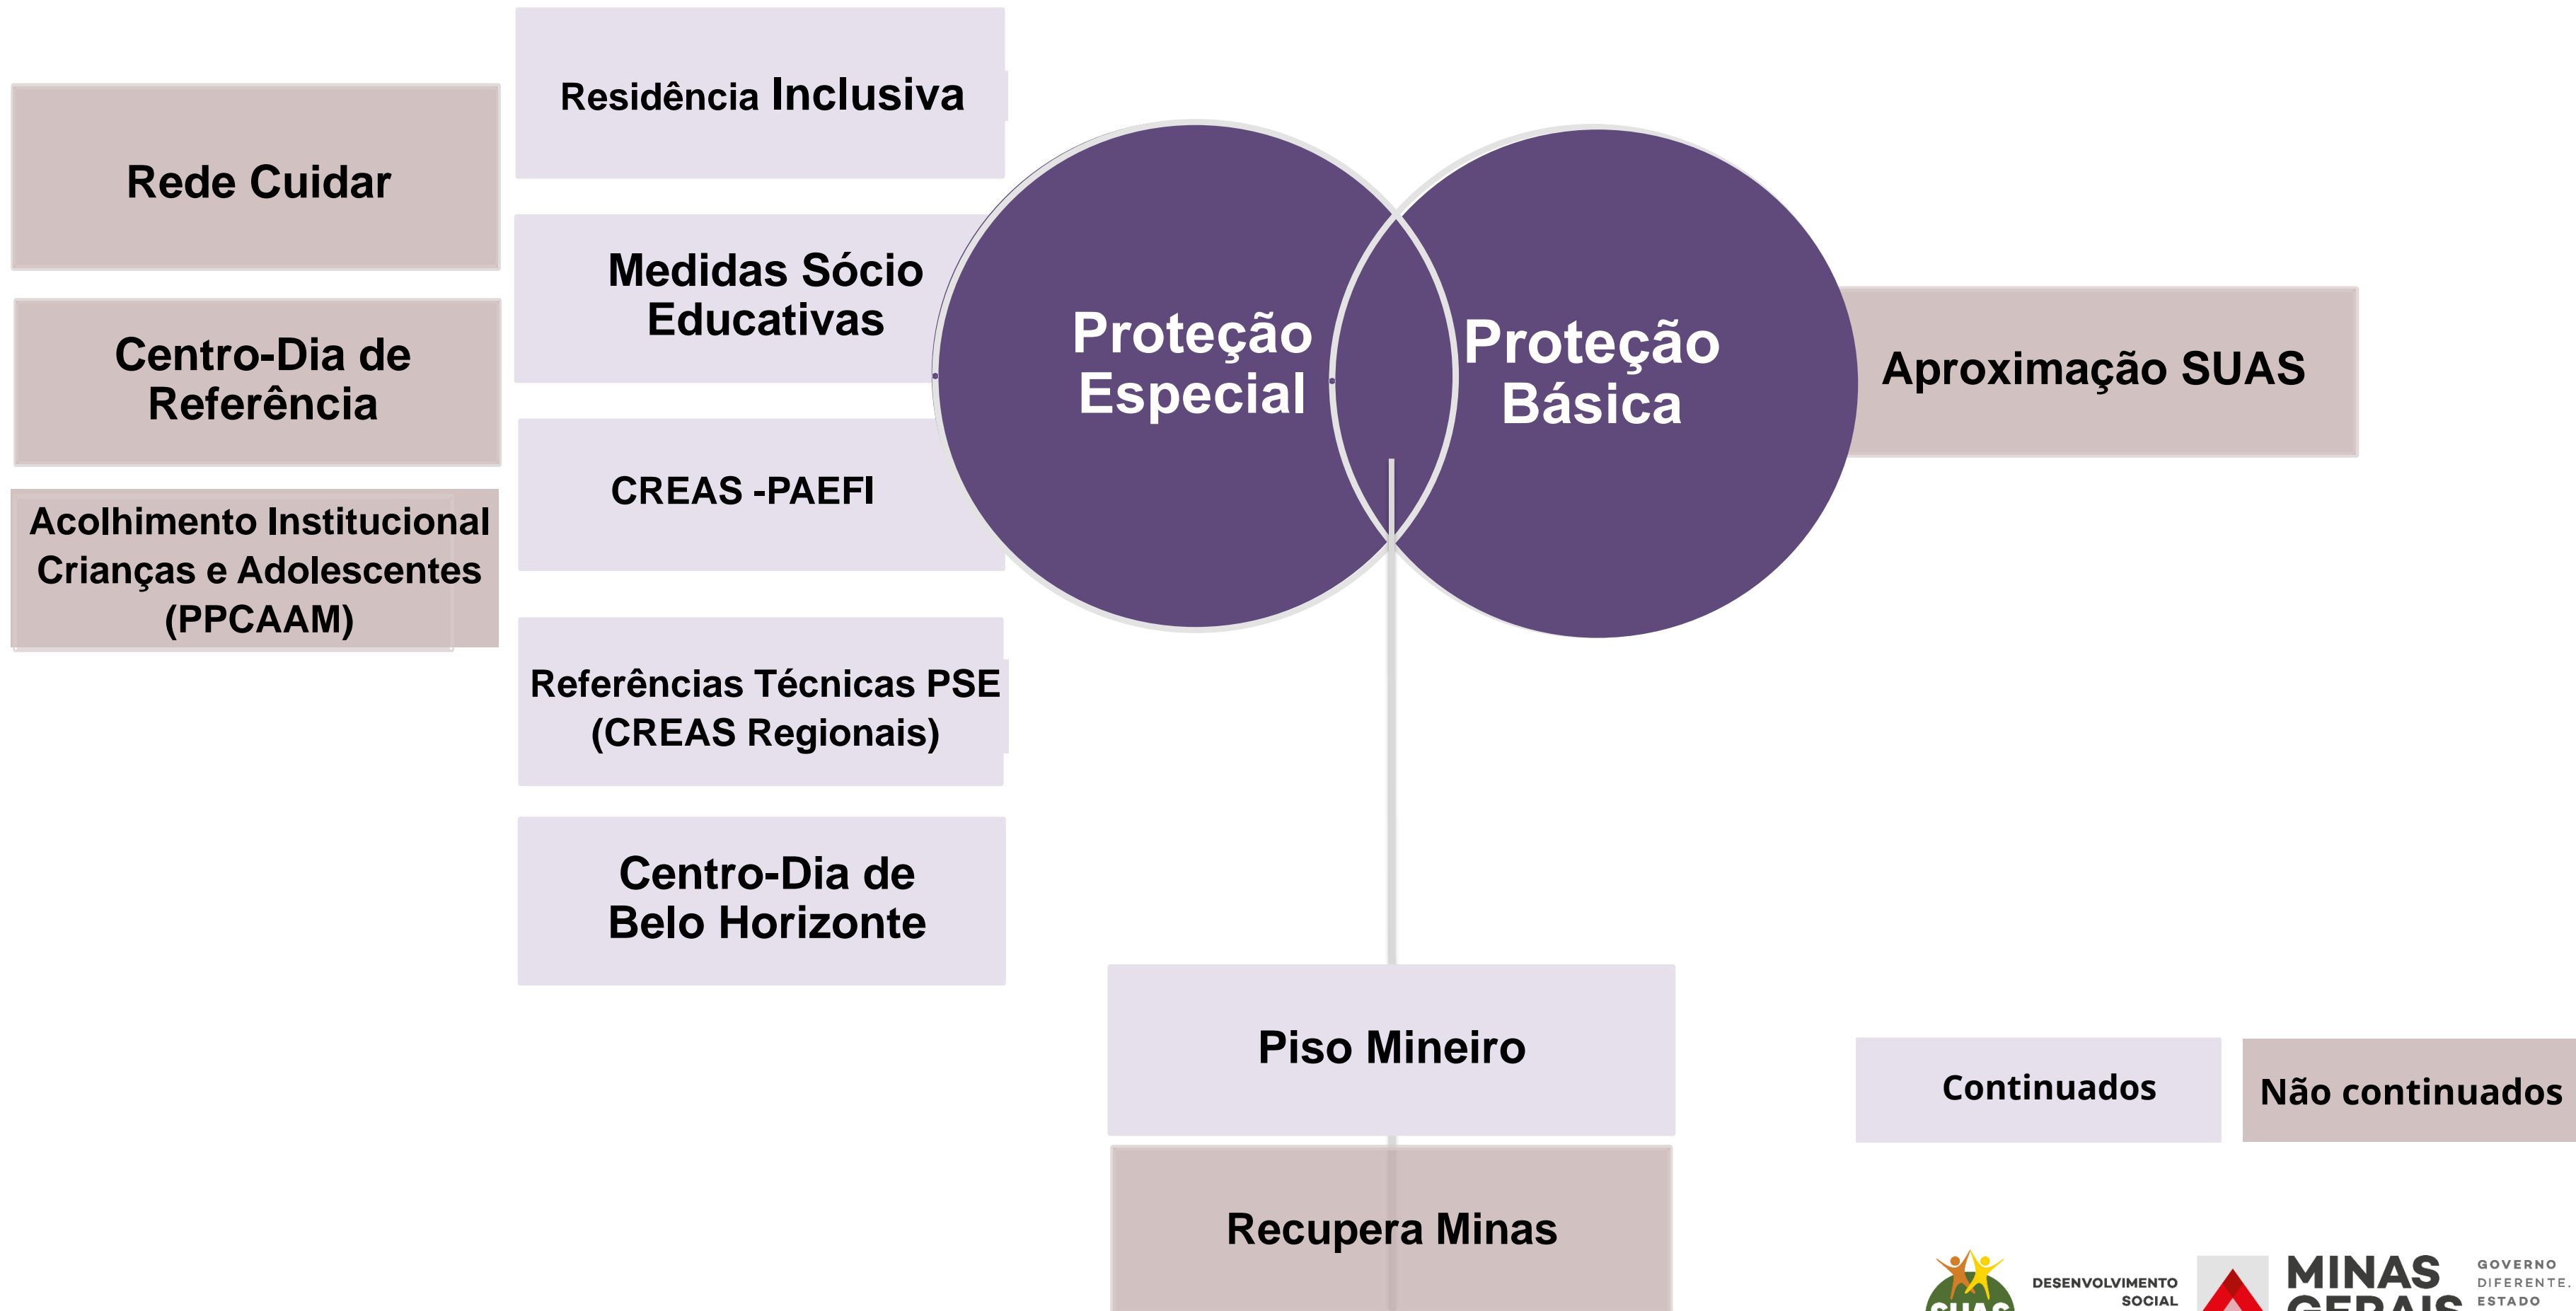 Residência Inclusiva
Rede Cuidar
Medidas Sócio
Educativas
Centro-Dia de
Referência
CREAS -PAEFI
Acolhimento Institucional
Crianças e Adolescentes
(PPCAAM)
Referências Técnicas PSE
(CREAS Regionais)
Centro-Dia de
Belo Horizonte
Proteção
Especial
Proteção
Básica
Aproximação SUAS
Piso Mineiro
Recupera Minas
Continuados
Não continuados
SUAS
DESENVOLVIMENTO
SOCIAL
MINAS
GERAIS
GOVERNO
DIFERENTE.
ESTADO